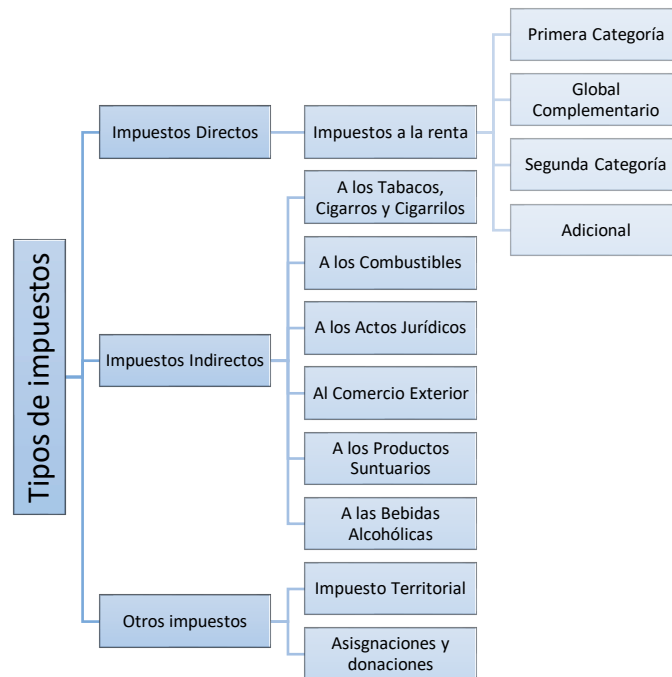 Tipos de impuestos
Impuestos Directos
Impuestos a la renta
Primera Categoría
Global
Complementario
Segunda Categoría
Adicional
Impuestos Indirectos
A los Tabacos,
Cigarros y Cigarrilos
A los Combustibles
A los Actos Jurídicos
Al Comercio Exterior
A los Productos
Suntuarios
A las Bebidas
Alcohólicas
Otros impuestos
Impuesto Territorial
Asisgnaciones y
donaciones